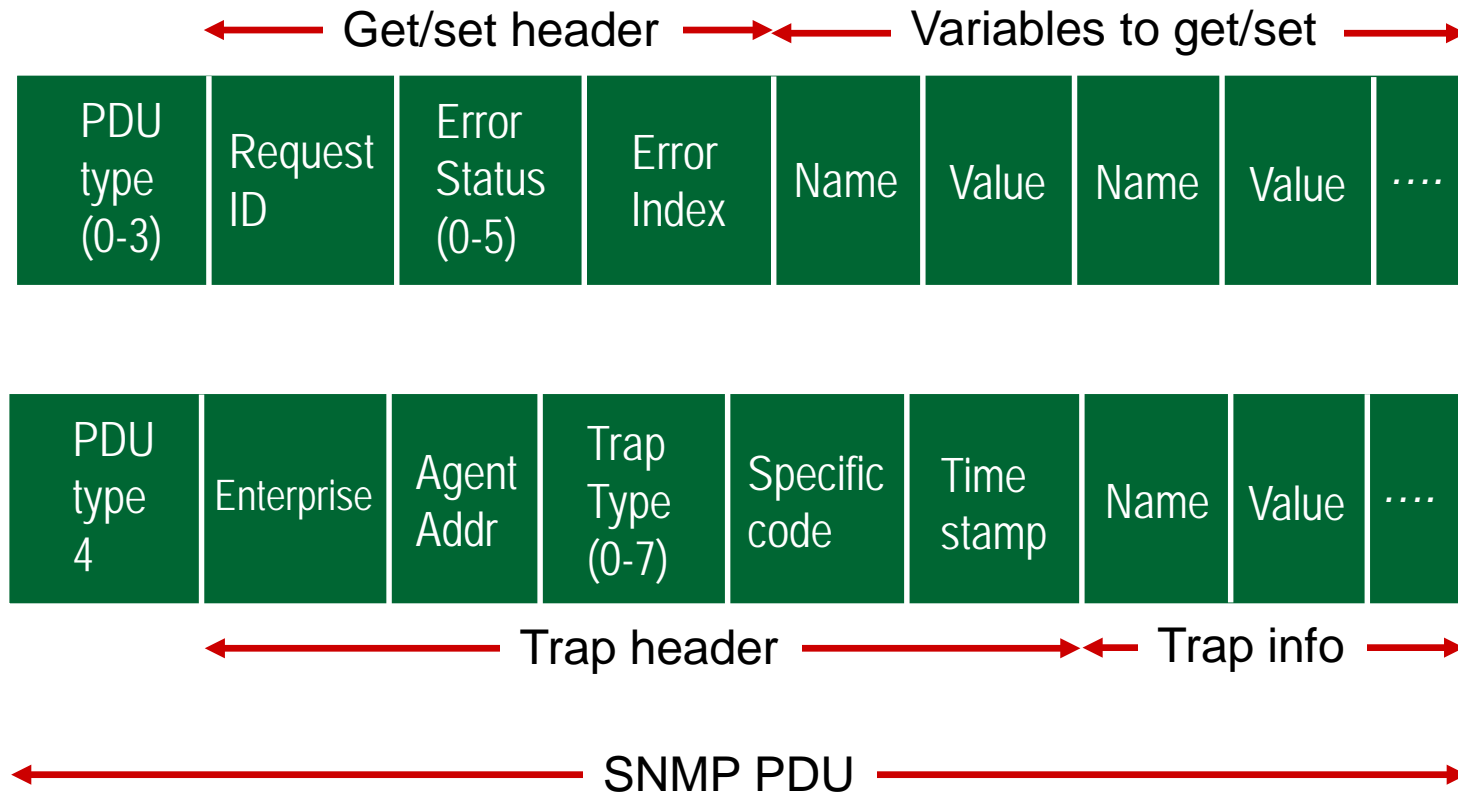 Get/set header
Variables to get/set
PDU
type
(0-3)
Request
ID
Error
Status
(0-5)
Error
Index
Name
Value
Name
Value
....
PDU
type
4
Enterprise
Agent
Addr
Trap
Type
(0-7)
Specific
code
Time
stamp
Name
Value
....
Trap header
Trap info
SNMP PDU